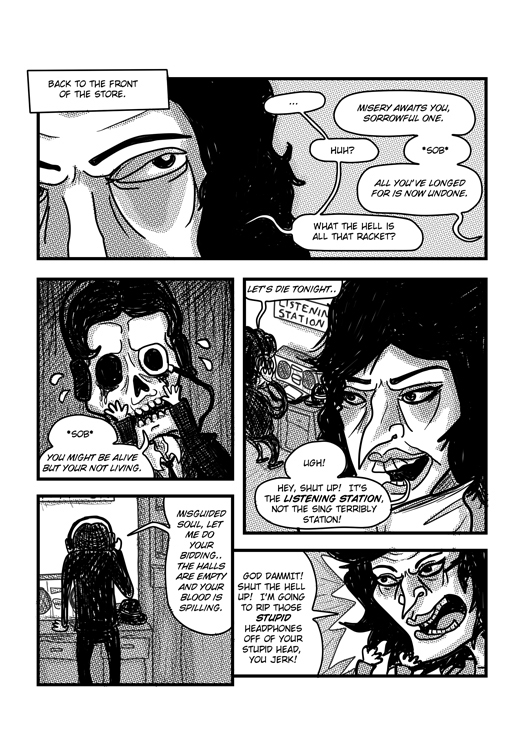 BACK TO THE FRONT
OF THE STORE.
...
MISERY AWAITS YOU,
SORROWFUL ONE.
HUH?
*SOB*
ALL YOU'VE LONGED
FOR IS NOW UNDONE.
WHAT THE HELL IS
ALL THAT RACKET?
*SOB*
YOU MIGHT BE ALIVE
BUT YOUR NOT LIVING.
LET'S DIE TONIGHT..
LISTENIN
STATION
UGH!
HEY, SHUT UP! IT'S
THE LISTENING STATION,
NOT THE SING TERRIBLY
STATION!
MISGUIDED
SOUL, LET
ME DO
YOUR
BIDDING..
THE HALLS
ARE EMPTY
AND YOUR
BLOOD IS
SPILLING.
GOD DAMMIT!
SHUT THE HELL
UP! I'M GOING
TO RIP THOSE
STUPID
HEADPHONES
OFF OF YOUR
STUPID HEAD,
YOU JERK!